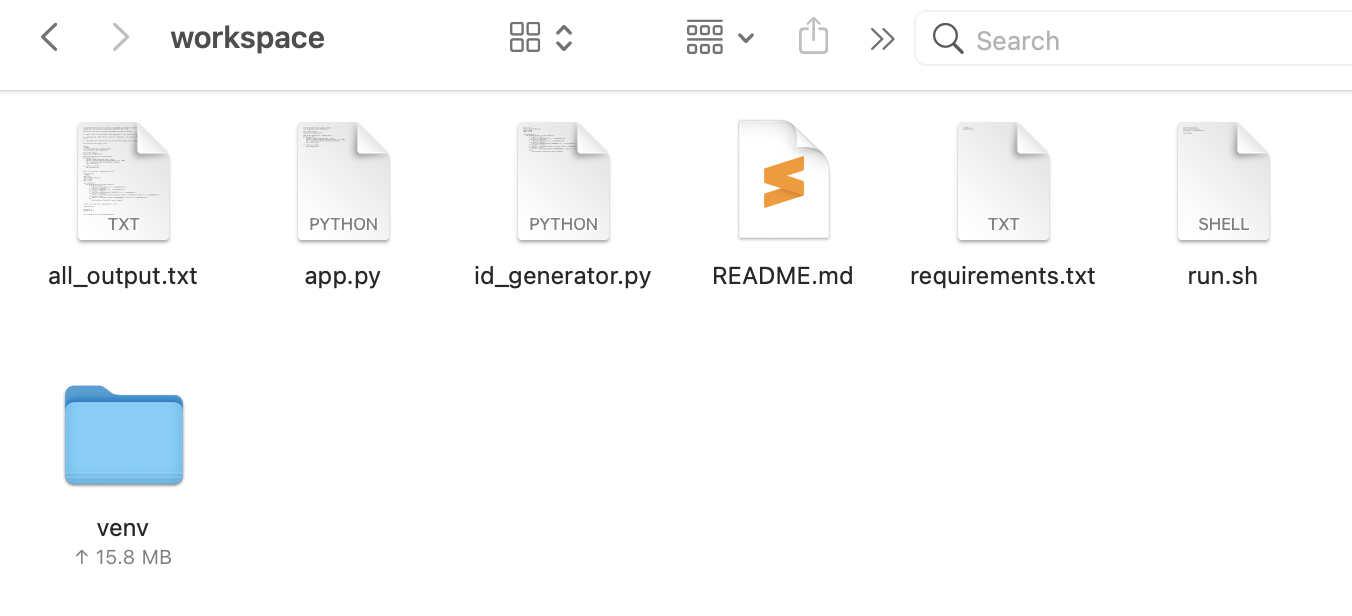 workspace
Search
TXT
PYTHON
PYTHON
TXT
SHELL
all_output.txt
app.py
id_generator.py
README.md
requirements.txt
run.sh
venv
↑ 15.8 MB